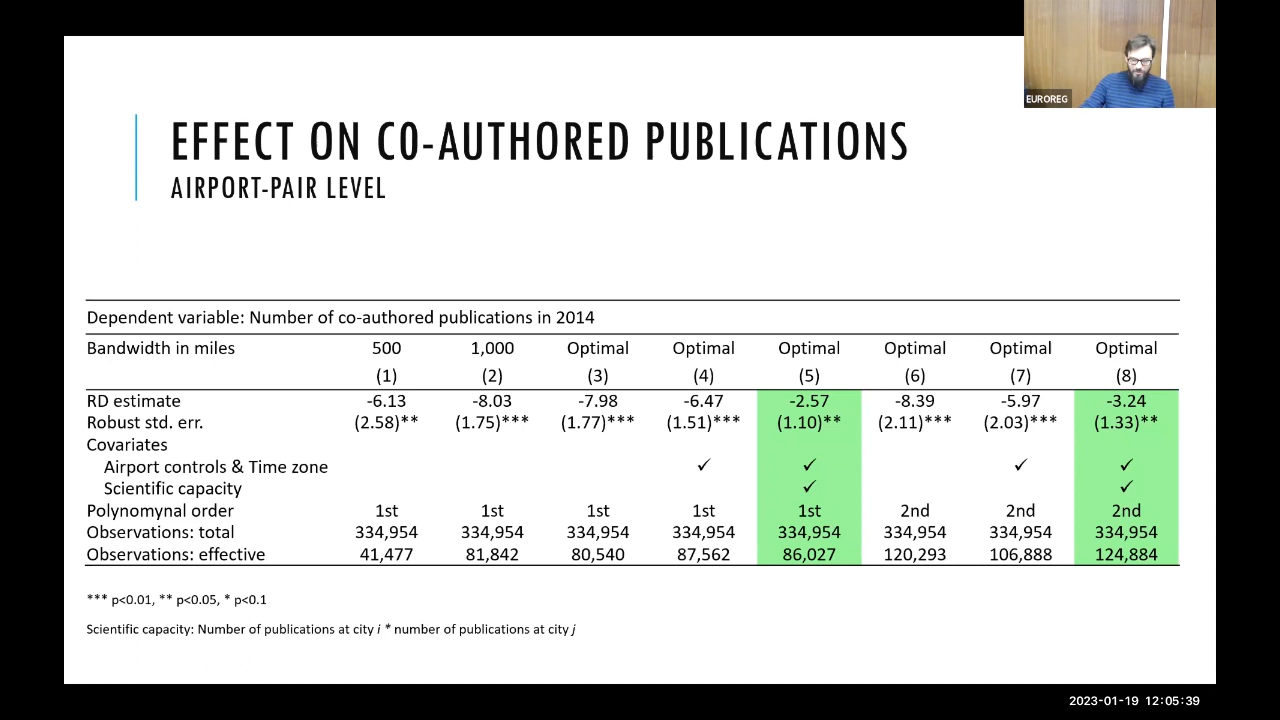 EUROREG
EFFECT ON C0-AUTHORED PUBLICATIONS
AIRPORT-PAIR LEVEL
Dependent variable: Number of co-authored publications in 2014
Bandwidth in miles 500 1,000 Optimal Optimal Optimal Optimal Optimal Optimal
(1) (2) (3) (4) (5) (6) (7) (8)
RD estimate -6.13 -8.03 -7.98 -6.47 -2.57 -8.39 -5.97 -3.24
Robust std. err. (2.58)** (1.75)*** (1.77)*** (1.51)*** (1.10)** (2.11)*** (2.03)*** (1.33)**
Covariates
Airport controls & Time zone ✓ ✓ ✓ ✓
Scientific capacity ✓ ✓
Polynomynal order 1st 1st 1st 1st 1st 2nd 2nd 2nd
Observations: total 334,954 334,954 334,954 334,954 334,954 334,954 334,954 334,954
Observations: effective 41,477 81,842 80,540 87,562 86,027 120,293 106,888 124,884
*** p<0.01, ** p<0.05, * p<0.1
Scientific capacity: Number of publications at city i * number of publications at city j
2023-01-19 12:05:39